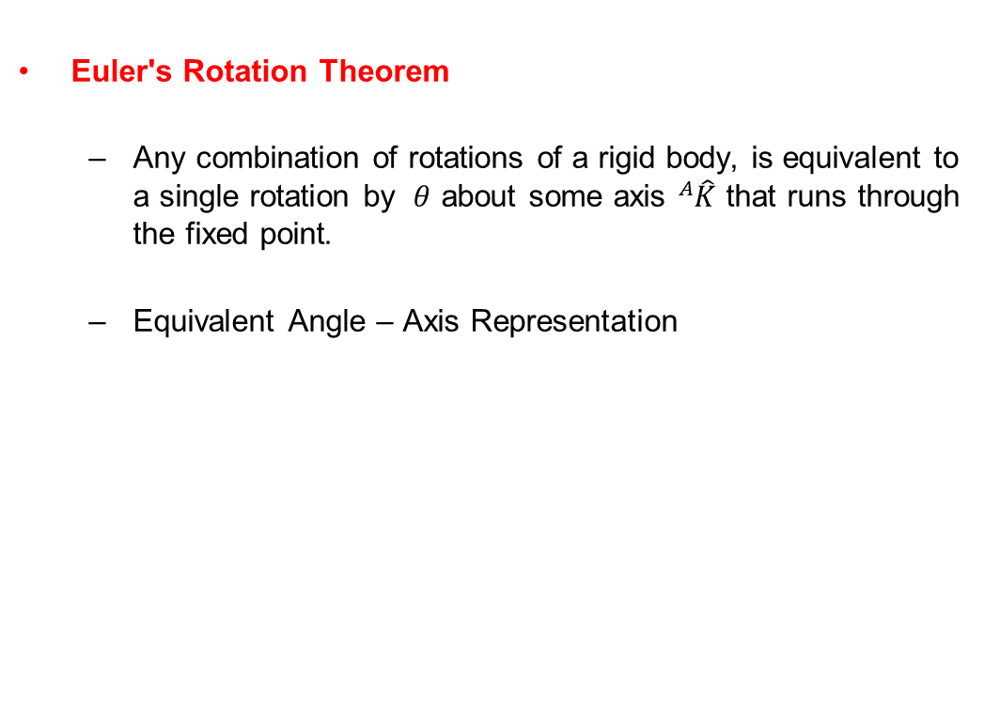 • Euler's Rotation Theorem
– Any combination of rotations of a rigid body, is equivalent to
a single rotation by 𝜃 about some axis ᴬK̂ that runs through
the fixed point.
– Equivalent Angle – Axis Representation